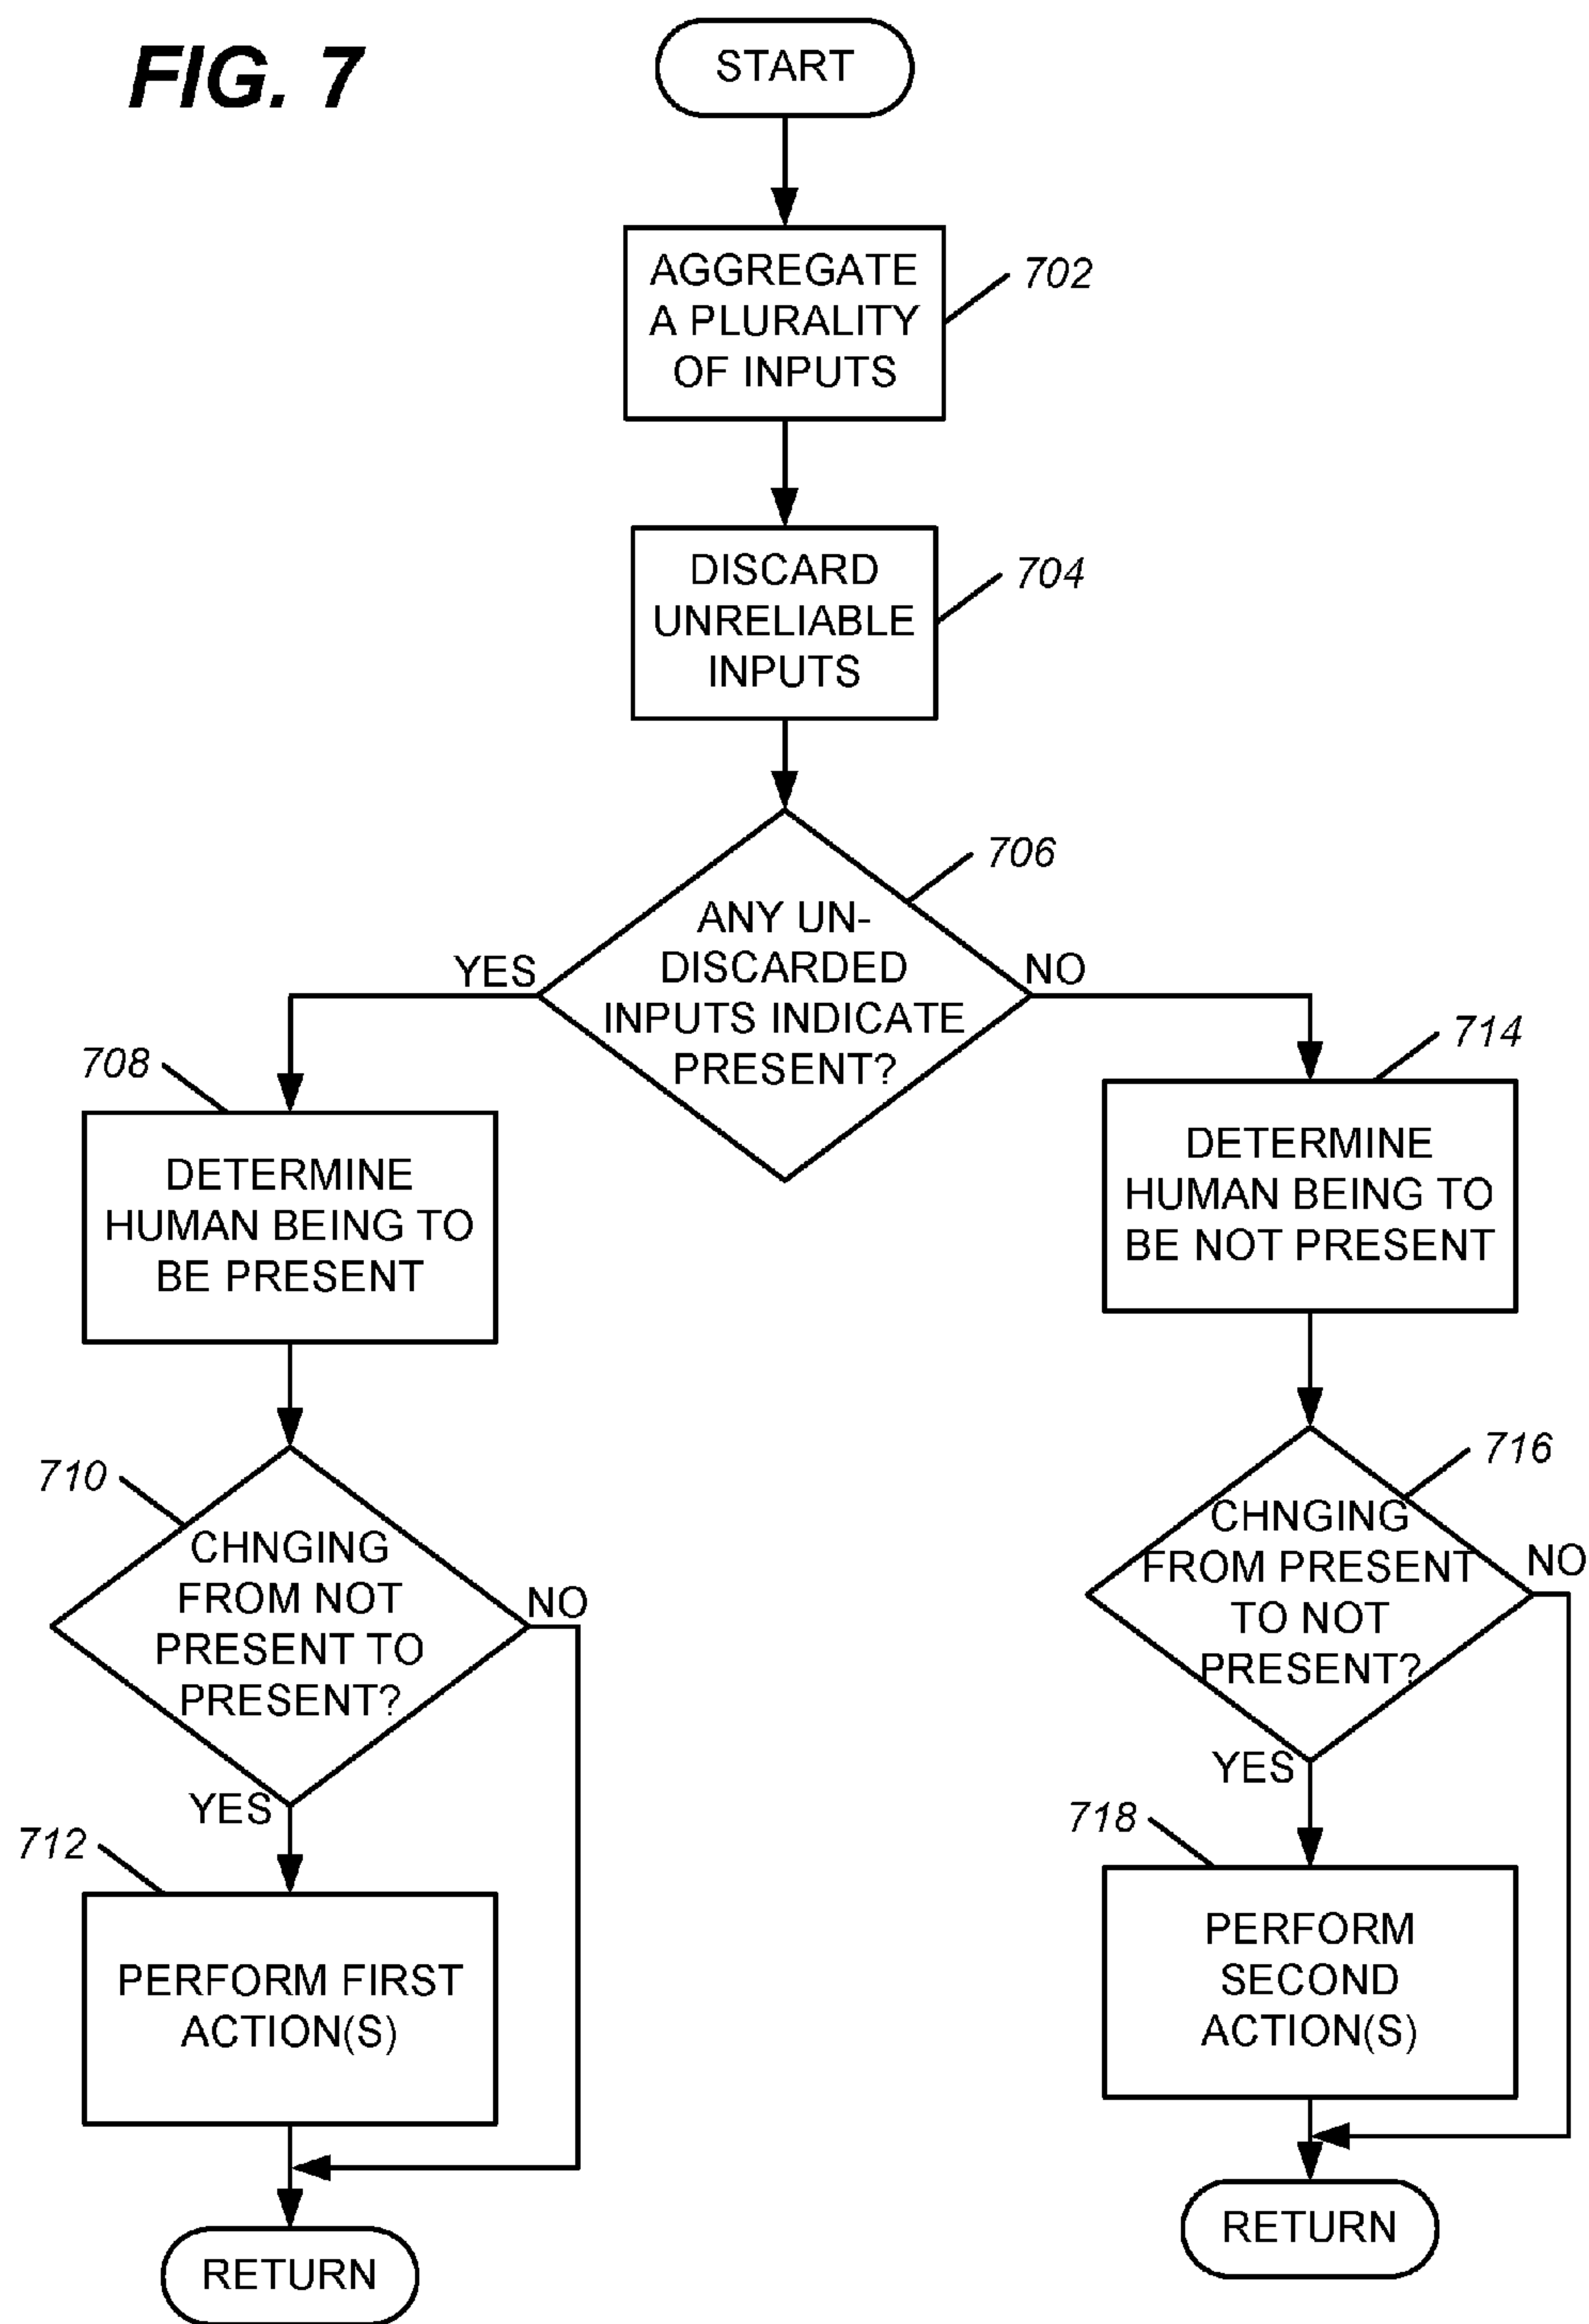 FIG. 7
START
AGGREGATE
A PLURALITY
OF INPUTS
702
DISCARD
UNRELIABLE
INPUTS
704
706
ANY UN-
DISCARDED
INPUTS INDICATE
PRESENT?
YES
NO
708
DETERMINE
HUMAN BEING TO
BE PRESENT
714
DETERMINE
HUMAN BEING TO
BE NOT PRESENT
710
CHNGING
FROM NOT
PRESENT TO
PRESENT?
NO
YES
716
CHNGING
FROM PRESENT
TO NOT
PRESENT?
NO
YES
712
PERFORM FIRST
ACTION(S)
RETURN
718
PERFORM
SECOND
ACTION(S)
RETURN